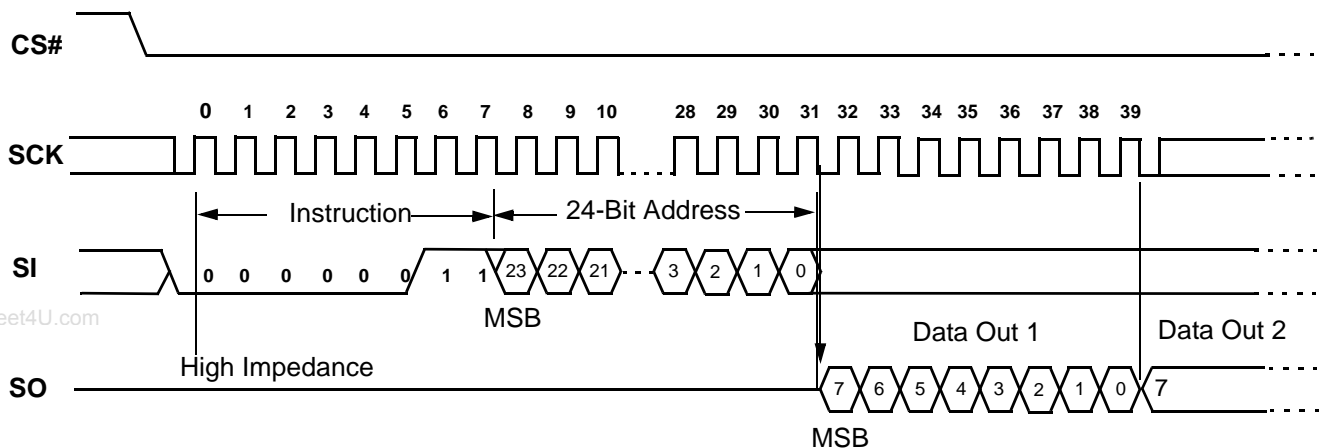 CS#
0 1 2 3 4 5 6 7 8 9 10 28 29 30 31 32 33 34 35 36 37 38 39
SCK
Instruction 24-Bit Address
SI 0 0 0 0 0 0 1 1 23 22 21 3 2 1 0
MSB
eet4U.com
Data Out 1 Data Out 2
High Impedance
SO 7 6 5 4 3 2 1 0 7
MSB